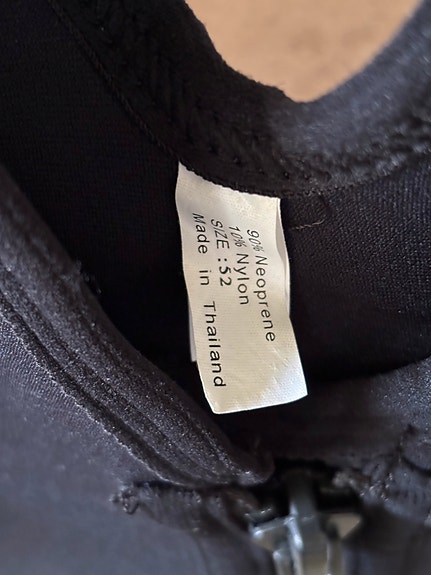 90% Neoprene
10% Nylon
SIZE : 52
Made in Thailand